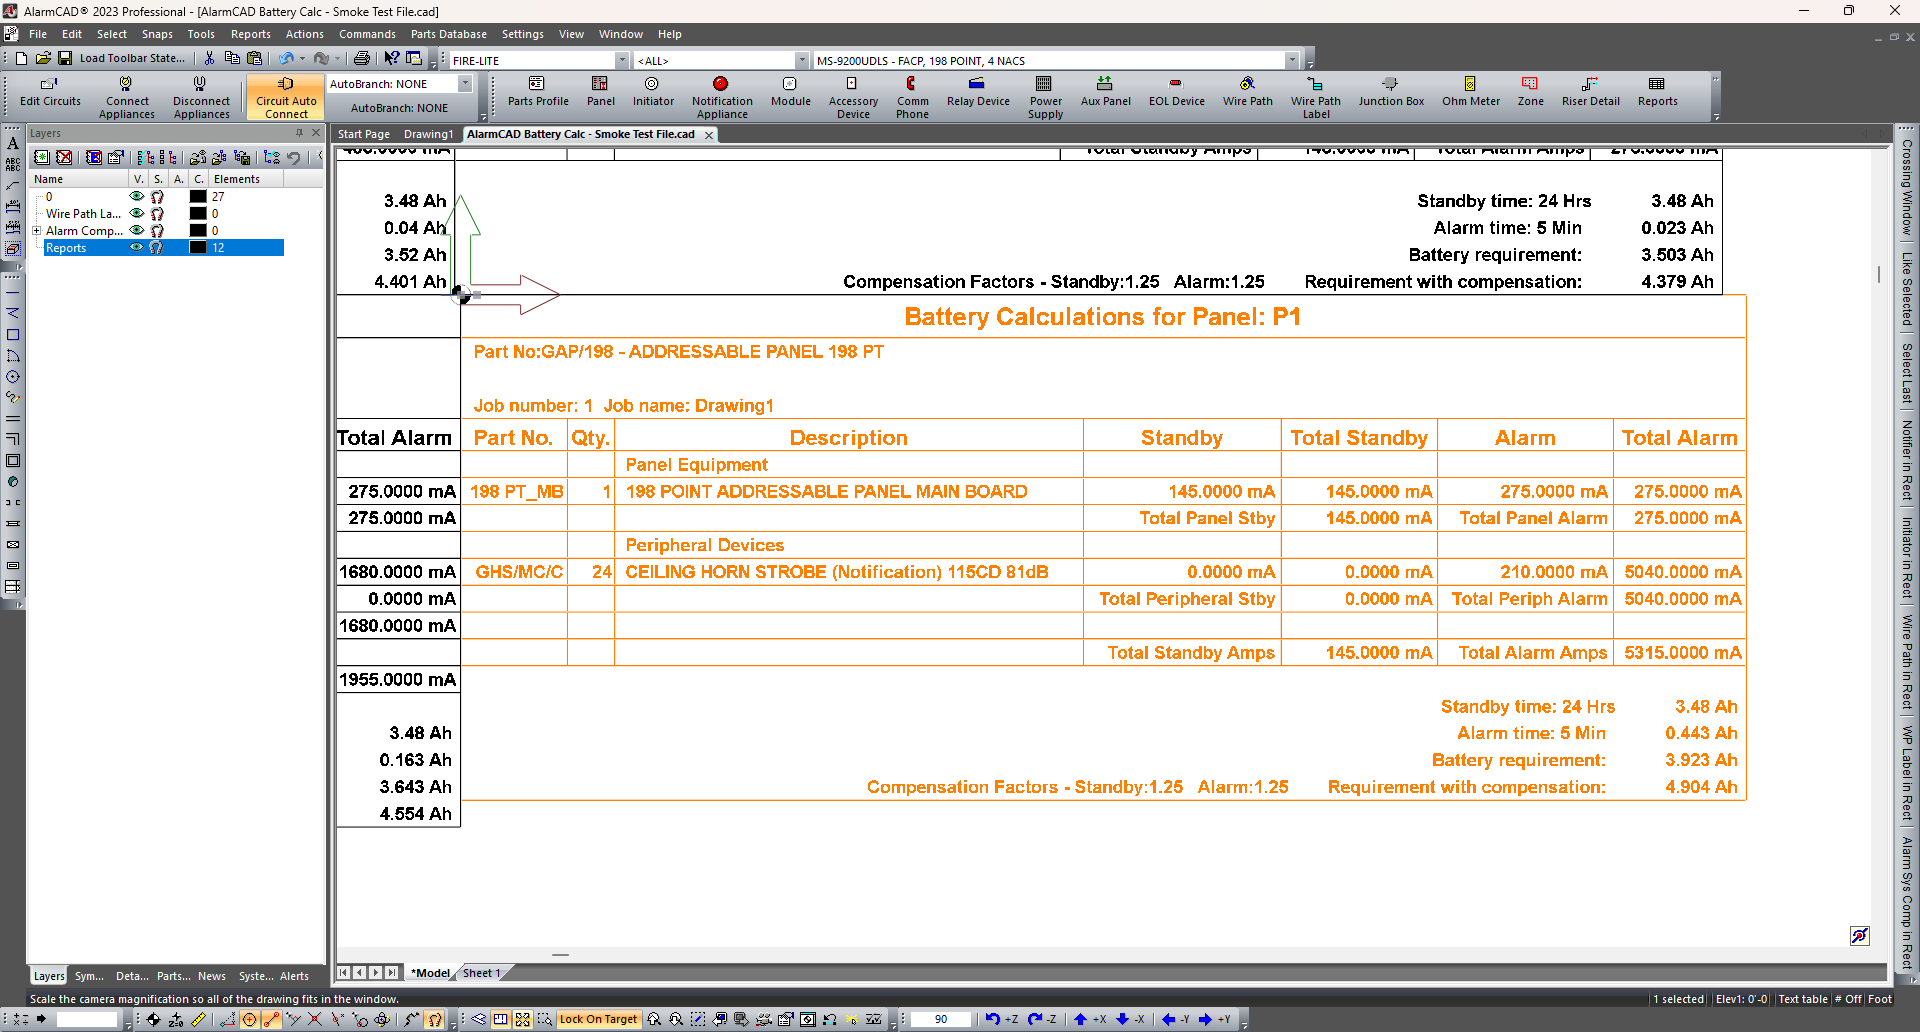 AlarmCAD® 2023 Professional - [AlarmCAD Battery Calc - Smoke Test File.cad]
File Edit Select Snaps Tools Reports Actions Commands Parts Database Settings View Window Help
Load Toolbar State... FIRE-LITE <ALL> MS-9200UDLS - FACP, 198 POINT, 4 NACS
Edit Circuits Connect Appliances Disconnect Appliances Circuit Auto Connect AutoBranch: NONE AutoBranch: NONE Parts Profile Panel Initiator Notification Appliance Module Accessory Device Comm Phone Relay Device Power Supply Aux Panel EOL Device Wire Path Wire Path Label Junction Box Ohm Meter Zone Riser Detail Reports
Layers
Start Page Drawing1 AlarmCAD Battery Calc - Smoke Test File.cad
Name V. S. A. C. Elements
0 27
Wire Path La... 0
Alarm Comp... 0
Reports 12
Total Standby Amps Total Alarm Amps
3.48 Ah Standby time: 24 Hrs 3.48 Ah
0.04 Ah Alarm time: 5 Min 0.023 Ah
3.52 Ah Battery requirement: 3.503 Ah
4.401 Ah Compensation Factors - Standby:1.25 Alarm:1.25 Requirement with compensation: 4.379 Ah
Battery Calculations for Panel: P1
Part No:GAP/198 - ADDRESSABLE PANEL 198 PT
Job number: 1 Job name: Drawing1
Total Alarm Part No. Qty. Description Standby Total Standby Alarm Total Alarm
Panel Equipment
275.0000 mA 198 PT_MB 1 198 POINT ADDRESSABLE PANEL MAIN BOARD 145.0000 mA 145.0000 mA 275.0000 mA 275.0000 mA
275.0000 mA Total Panel Stby 145.0000 mA Total Panel Alarm 275.0000 mA
Peripheral Devices
1680.0000 mA GHS/MC/C 24 CEILING HORN STROBE (Notification) 115CD 81dB 0.0000 mA 0.0000 mA 210.0000 mA 5040.0000 mA
0.0000 mA Total Peripheral Stby 0.0000 mA Total Periph Alarm 5040.0000 mA
1680.0000 mA
Total Standby Amps 145.0000 mA Total Alarm Amps 5315.0000 mA
1955.0000 mA
Standby time: 24 Hrs 3.48 Ah
3.48 Ah Alarm time: 5 Min 0.443 Ah
0.163 Ah Battery requirement: 3.923 Ah
3.643 Ah Compensation Factors - Standby:1.25 Alarm:1.25 Requirement with compensation: 4.904 Ah
4.554 Ah
Crossing Window
Like Selected
Select Last
Notifier in Rect
Initiator in Rect
Wire Path in Rect
WP Label in Rect
Alarm Sys Comp in Rect
Layers Sym... Deta... Parts... News Syste... Alerts
*Model Sheet 1
Scale the camera magnification so all of the drawing fits in the window. 1 selected Elev1: 0'-0 Text table # Off Foot
Lock On Target 90 +Z -Z +X -X -Y +Y